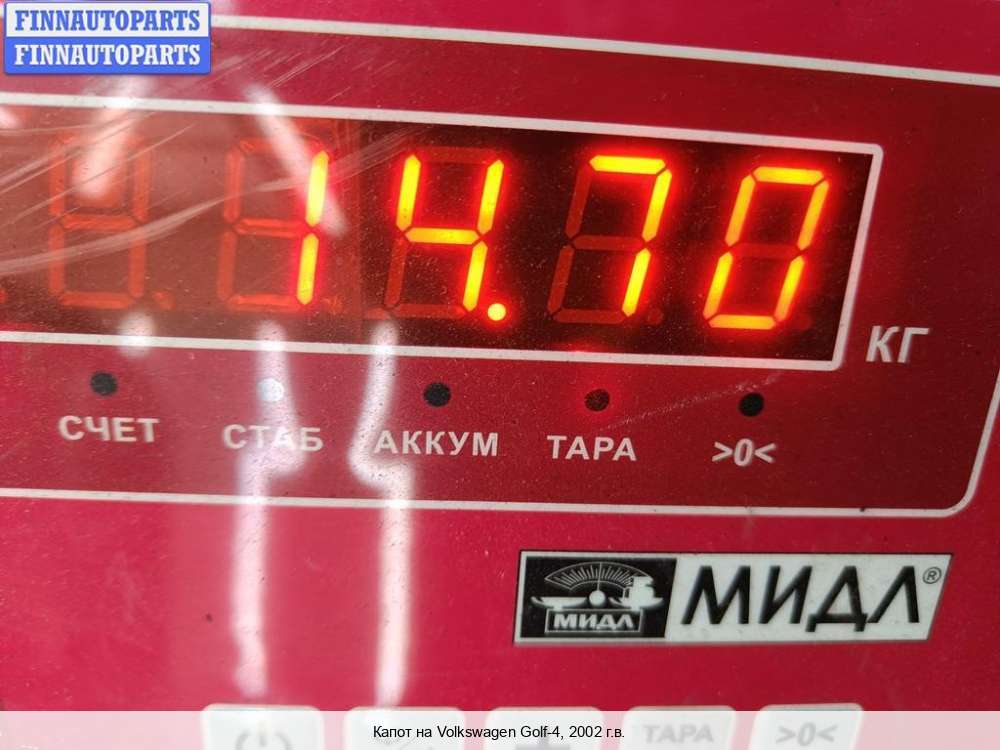 FINNAUTOPARTS
FINNAUTOPARTS
14.70
КГ
СЧЕТ СТАБ АККУМ ТАРА >0<
МИДЛ МИДЛ®
ТАРА >0<
Капот на Volkswagen Golf-4, 2002 г.в.